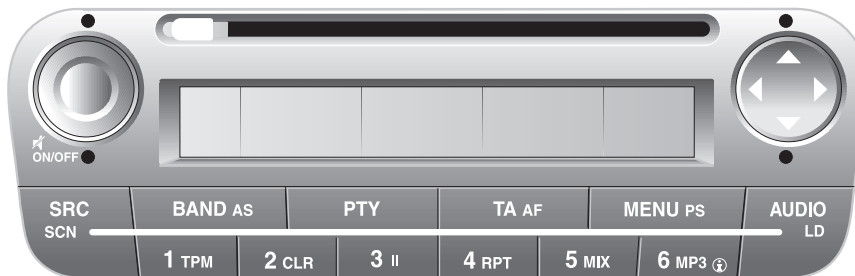 ON/OFF
SRC BAND AS PTY TA AF MENU PS AUDIO
SCN LD
1 TPM 2 CLR 3 II 4 RPT 5 MIX 6 MP3 i